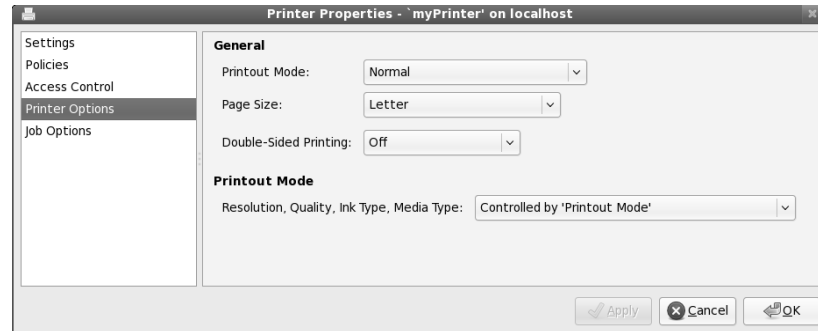 Printer Properties - `myPrinter' on localhost
Settings
Policies
Access Control
Printer Options
Job Options
General
Printout Mode: Normal
Page Size: Letter
Double-Sided Printing: Off
Printout Mode
Resolution, Quality, Ink Type, Media Type: Controlled by 'Printout Mode'
Apply Cancel OK